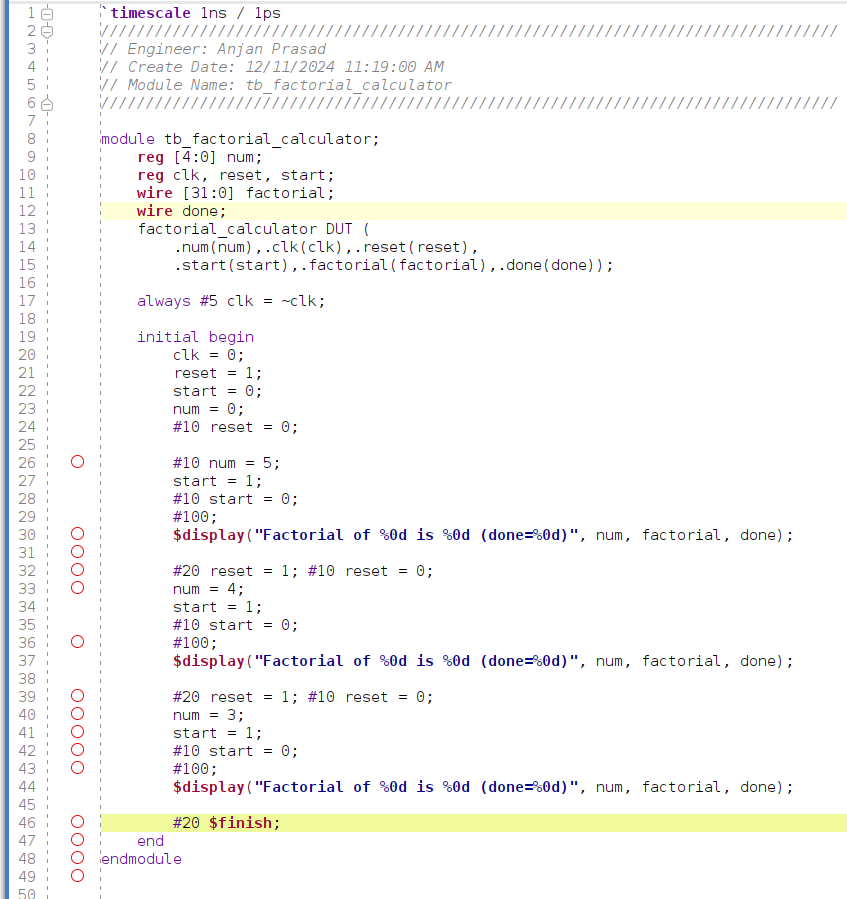 1 `timescale 1ns / 1ps
2 //////////////////////////////////////////////////////////////////////////////////
3 // Engineer: Anjan Prasad
4 // Create Date: 12/11/2024 11:19:00 AM
5 // Module Name: tb_factorial_calculator
6 //////////////////////////////////////////////////////////////////////////////////
7
8 module tb_factorial_calculator;
9 reg [4:0] num;
10 reg clk, reset, start;
11 wire [31:0] factorial;
12 wire done;
13 factorial_calculator DUT (
14 .num(num),.clk(clk),.reset(reset),
15 .start(start),.factorial(factorial),.done(done));
16
17 always #5 clk = ~clk;
18
19 initial begin
20 clk = 0;
21 reset = 1;
22 start = 0;
23 num = 0;
24 #10 reset = 0;
25
26 #10 num = 5;
27 start = 1;
28 #10 start = 0;
29 #100;
30 $display("Factorial of %0d is %0d (done=%0d)", num, factorial, done);
31
32 #20 reset = 1; #10 reset = 0;
33 num = 4;
34 start = 1;
35 #10 start = 0;
36 #100;
37 $display("Factorial of %0d is %0d (done=%0d)", num, factorial, done);
38
39 #20 reset = 1; #10 reset = 0;
40 num = 3;
41 start = 1;
42 #10 start = 0;
43 #100;
44 $display("Factorial of %0d is %0d (done=%0d)", num, factorial, done);
45
46 #20 $finish;
47 end
48 endmodule
49
50